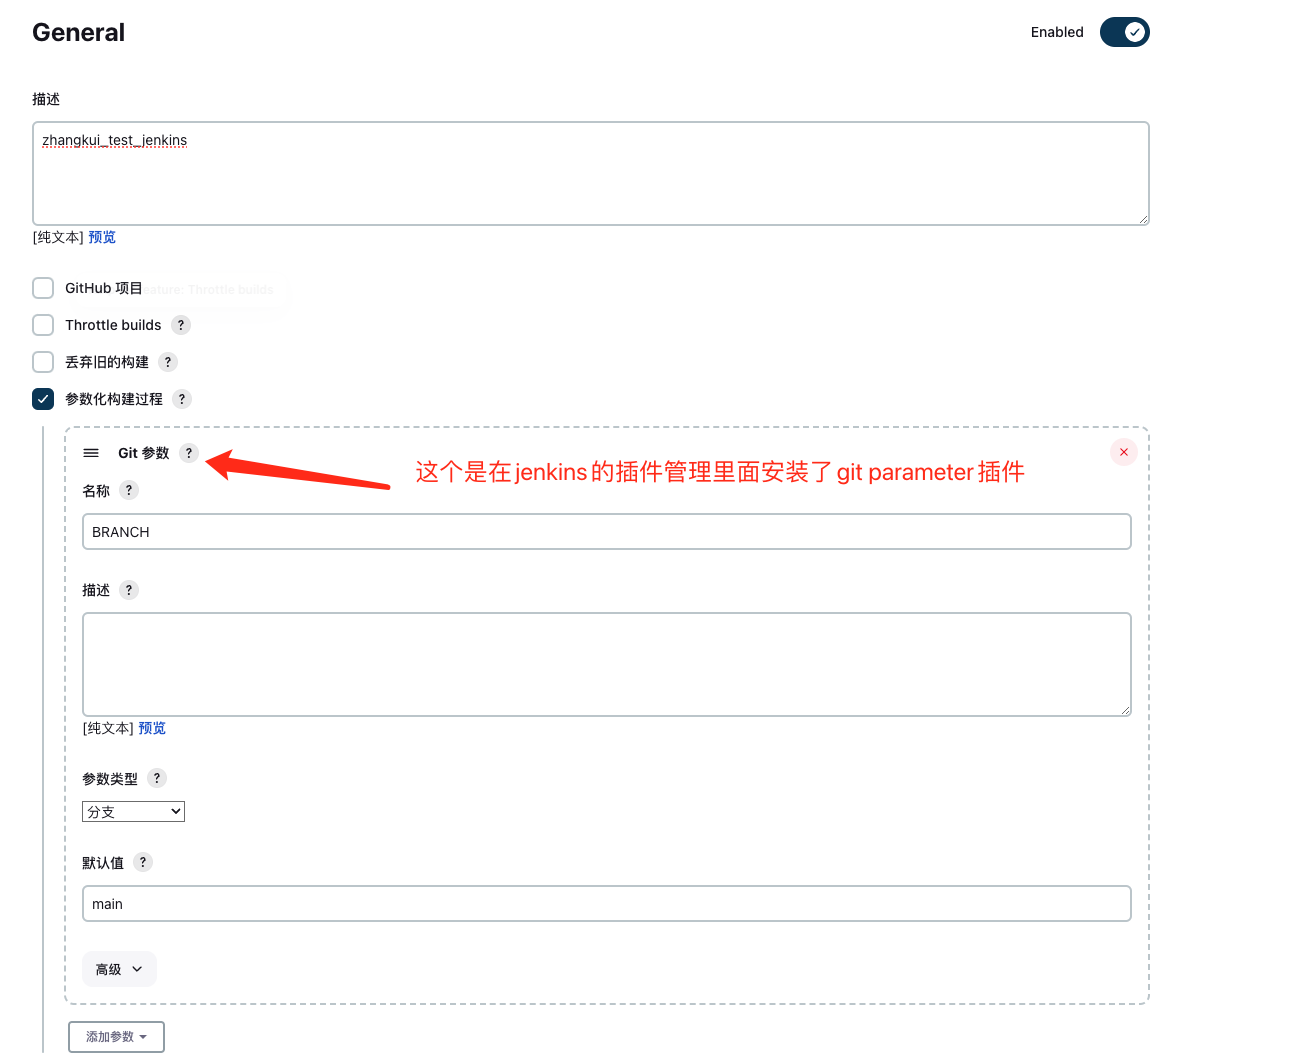 General
Enabled
描述
zhangkui_test_jenkins
[纯文本] 预览
GitHub 项目
eature: Throttle builds
Throttle builds ?
丢弃旧的构建 ?
参数化构建过程 ?
Git 参数 ?
这个是在jenkins的插件管理里面安装了git parameter插件
名称 ?
BRANCH
描述 ?
[纯文本] 预览
参数类型 ?
分支
默认值 ?
main
高级
添加参数